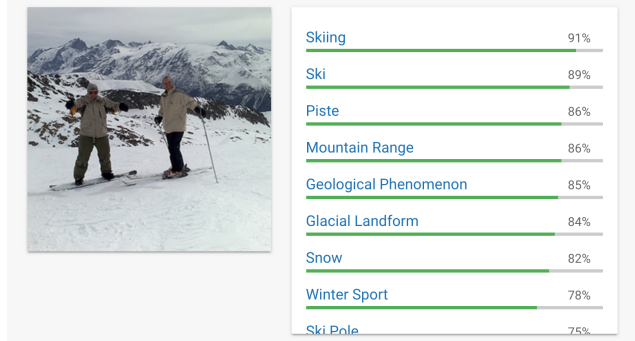 Skiing 91%
Ski 89%
Piste 86%
Mountain Range 86%
Geological Phenomenon 85%
Glacial Landform 84%
Snow 82%
Winter Sport 78%
Ski Pole 75%